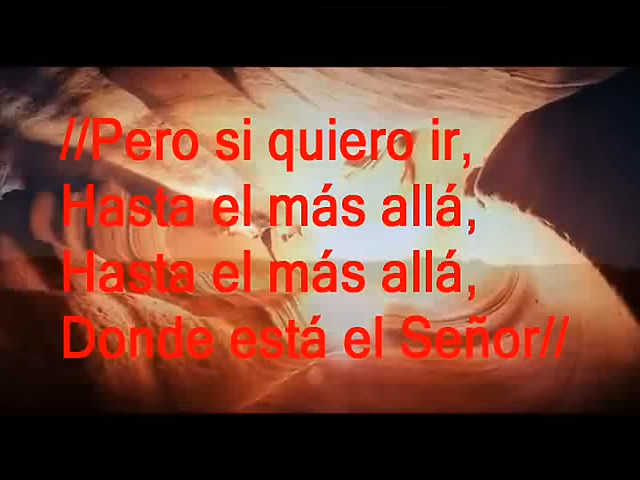 //Pero si quiero ir,
Hasta el más allá,
Hasta el más allá,
Donde está el Señor//